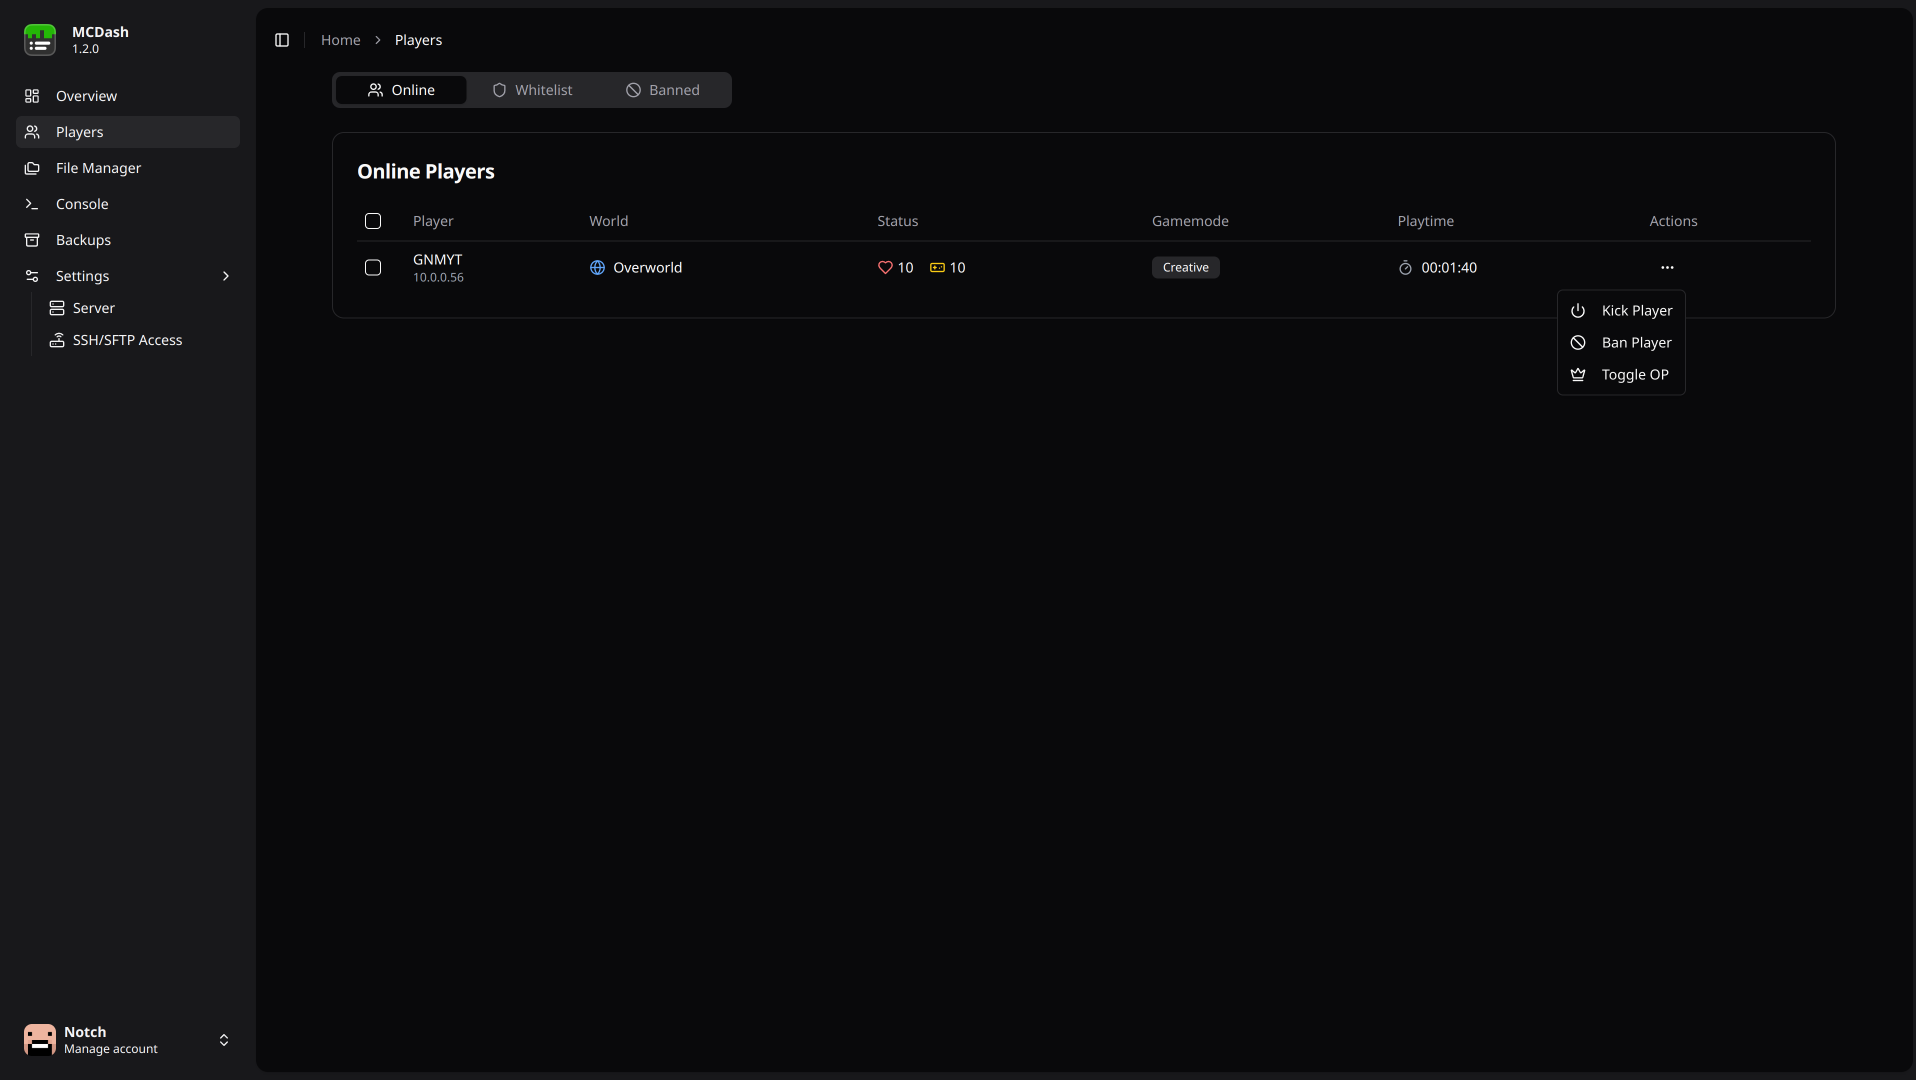 MCDash
1.2.0
Overview
Players
File Manager
Console
Backups
Settings
Server
SSH/SFTP Access
Notch
Manage account
Home
Players
Online
Whitelist
Banned
Online Players
Player
World
Status
Gamemode
Playtime
Actions
GNMYT
10.0.0.56
Overworld
10
10
Creative
00:01:40
Kick Player
Ban Player
Toggle OP